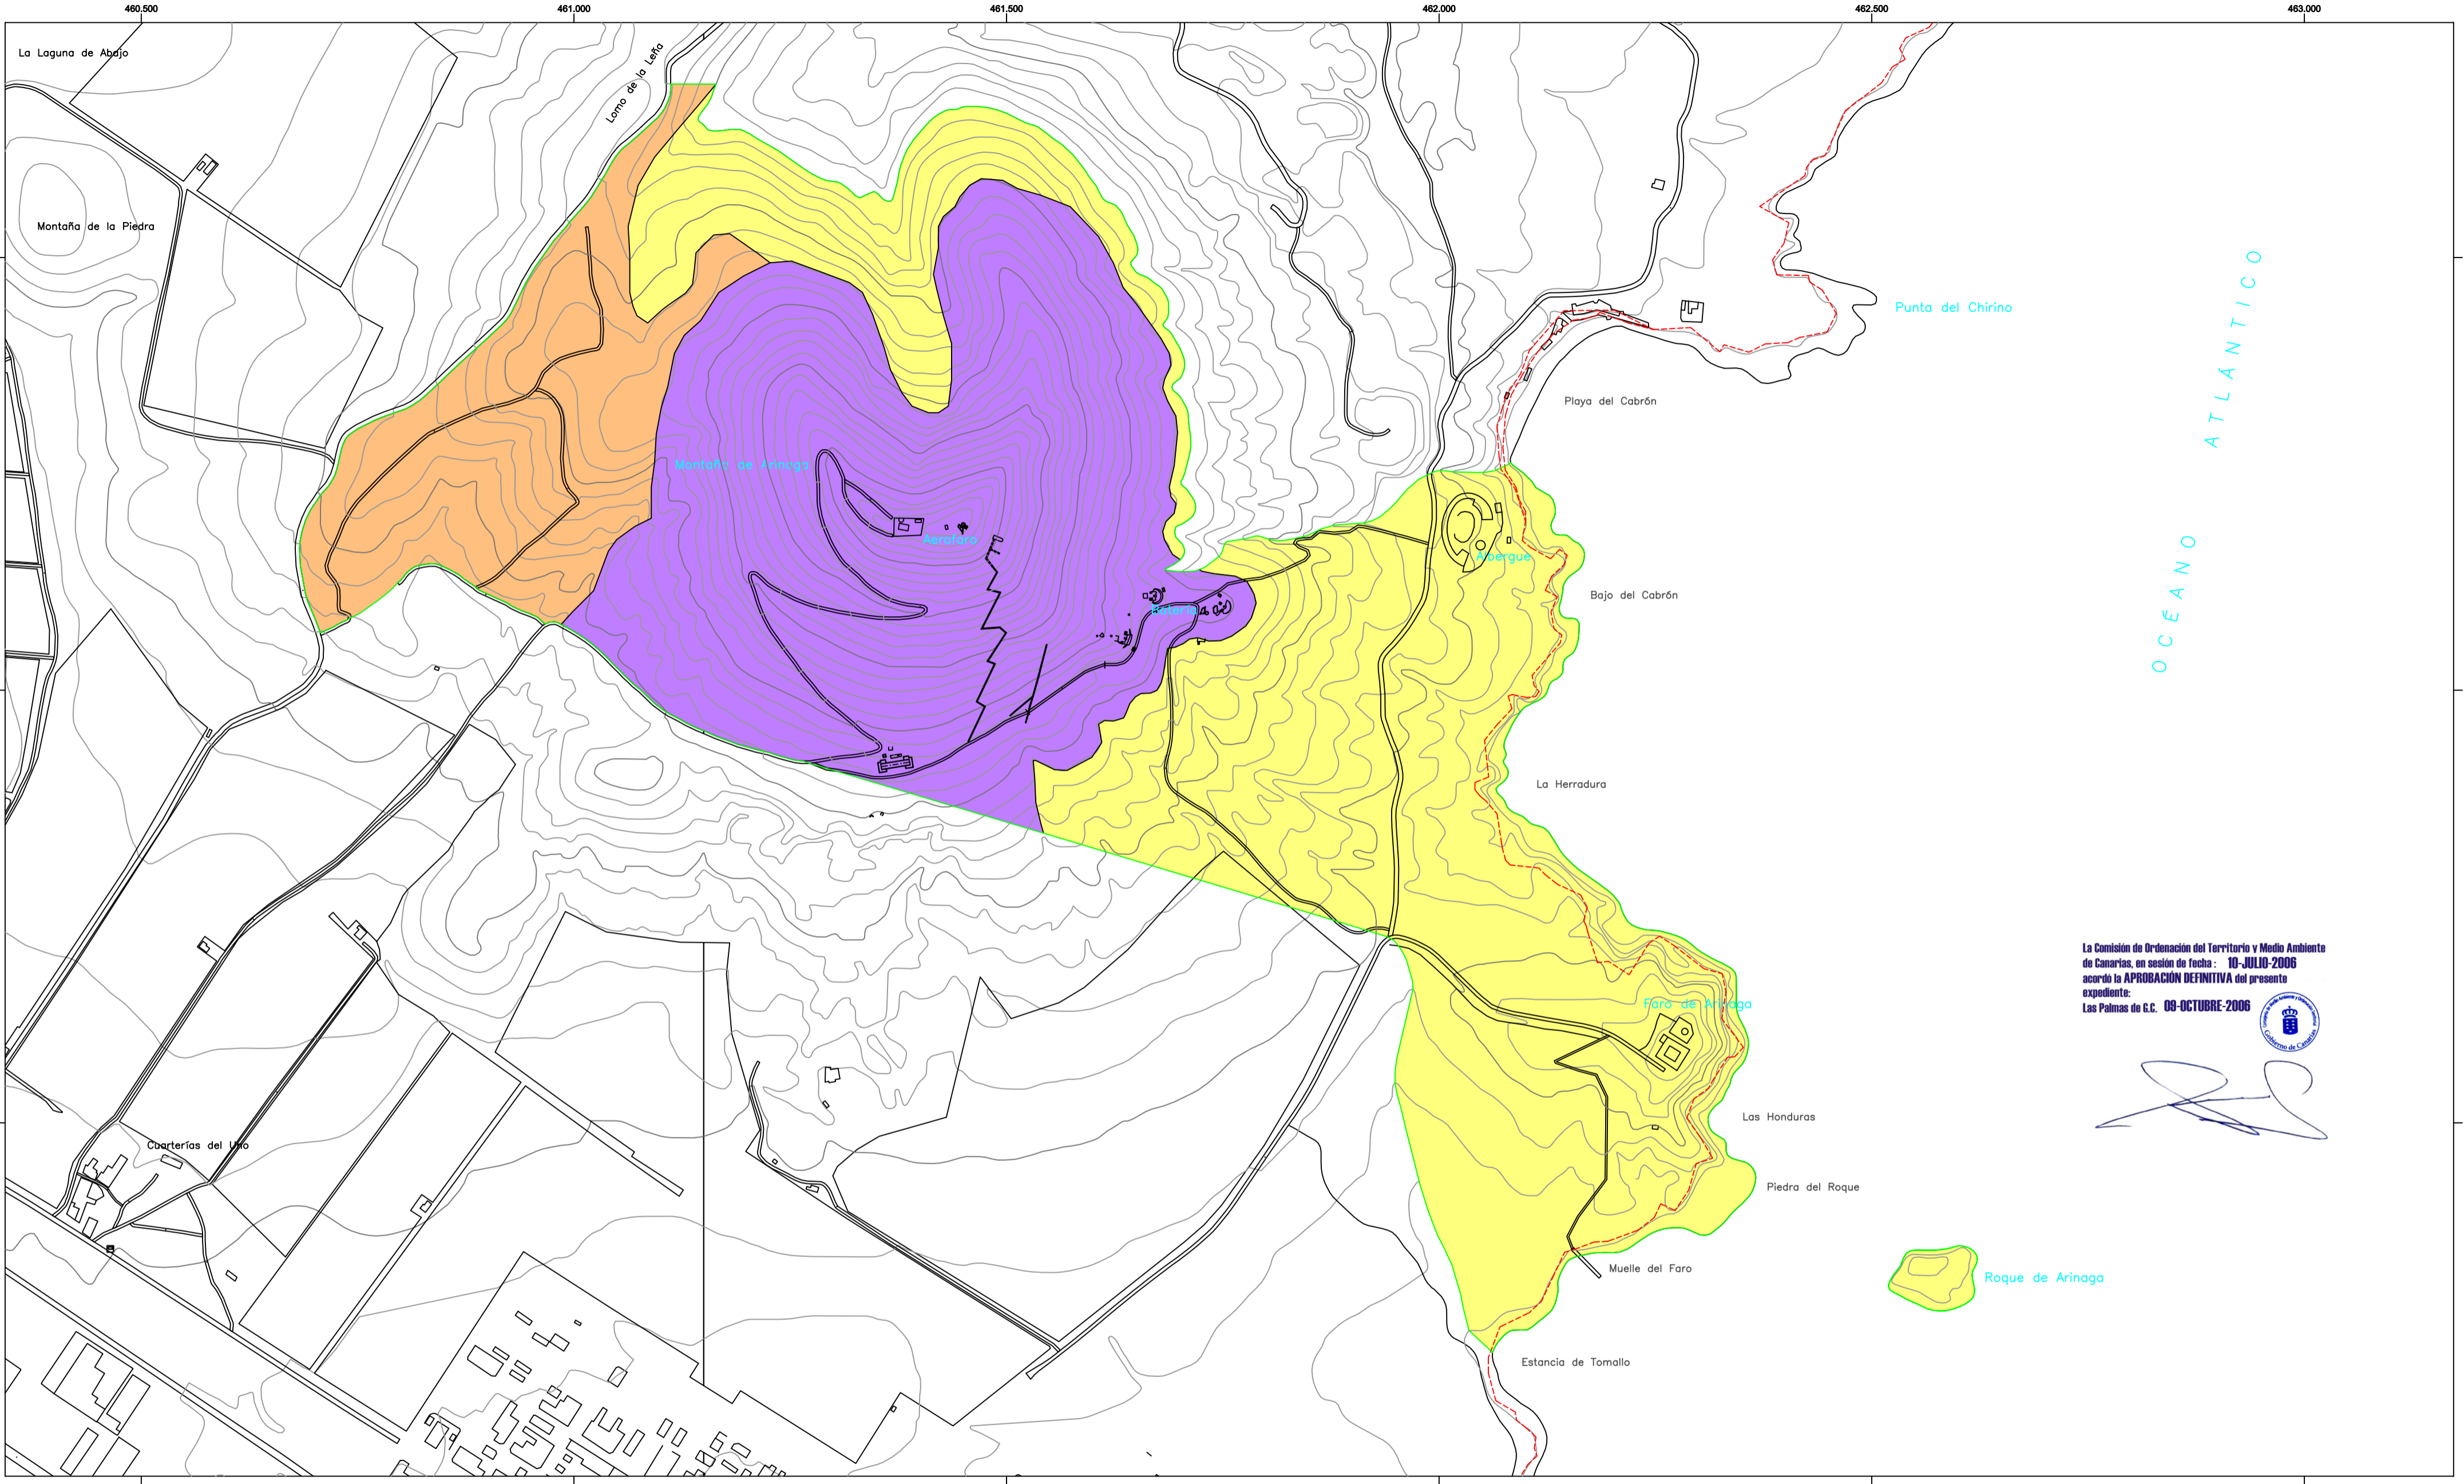 460.500
461.000
461.500
462.000
462.500
463.000
La Laguna de Abajo
Lomo de la Leña
Montaña de la Piedra
OCÉANO ATLÁNTICO
Punta del Chirino
Playa del Cabrón
Montaña de Arinaga
Aerofaro
Albergue
Bajo del Cabrón
Batería
La Herradura
La Comisión de Ordenación del Territorio y Medio Ambiente
de Canarias, en sesión de fecha : 10-JULIO-2006
acordó la APROBACIÓN DEFINITIVA del presente
expediente:
Las Palmas de G.C. 09-OCTUBRE-2006
Gobierno de Canarias
Faro de Arinaga
Las Honduras
Cuarterías del Uno
Piedra del Roque
Muelle del Faro
Roque de Arinaga
Estancia de Tomallo